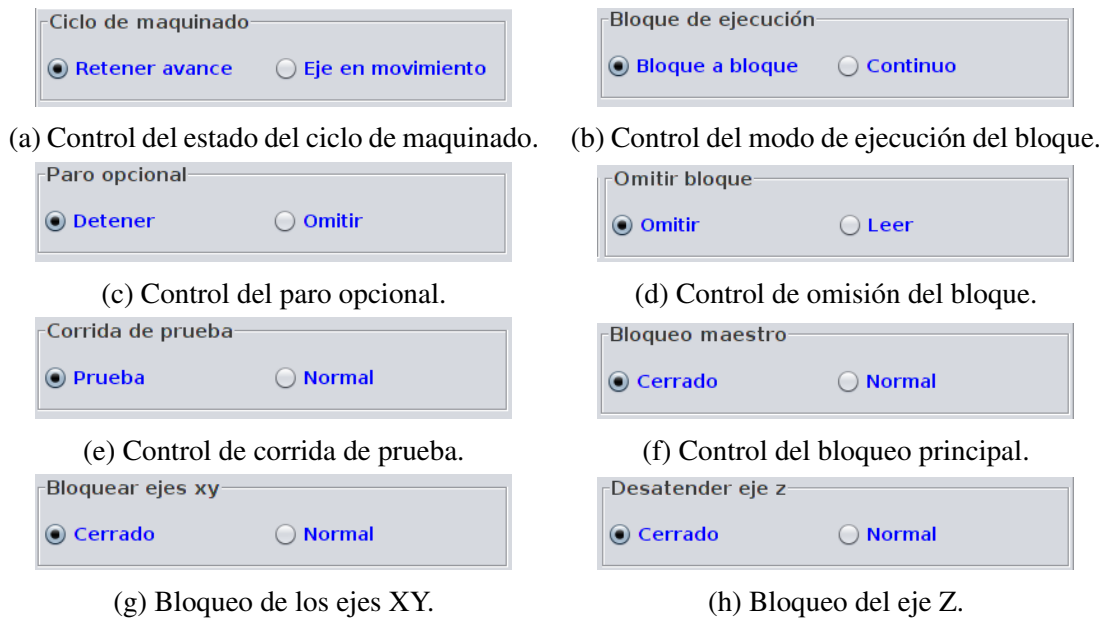 Ciclo de maquinado
Retener avance Eje en movimiento
(a) Control del estado del ciclo de maquinado.
Bloque de ejecución
Bloque a bloque Continuo
(b) Control del modo de ejecución del bloque.
Paro opcional
Detener Omitir
(c) Control del paro opcional.
Omitir bloque
Omitir Leer
(d) Control de omisión del bloque.
Corrida de prueba
Prueba Normal
(e) Control de corrida de prueba.
Bloqueo maestro
Cerrado Normal
(f) Control del bloqueo principal.
Bloquear ejes xy
Cerrado Normal
(g) Bloqueo de los ejes XY.
Desatender eje z
Cerrado Normal
(h) Bloqueo del eje Z.